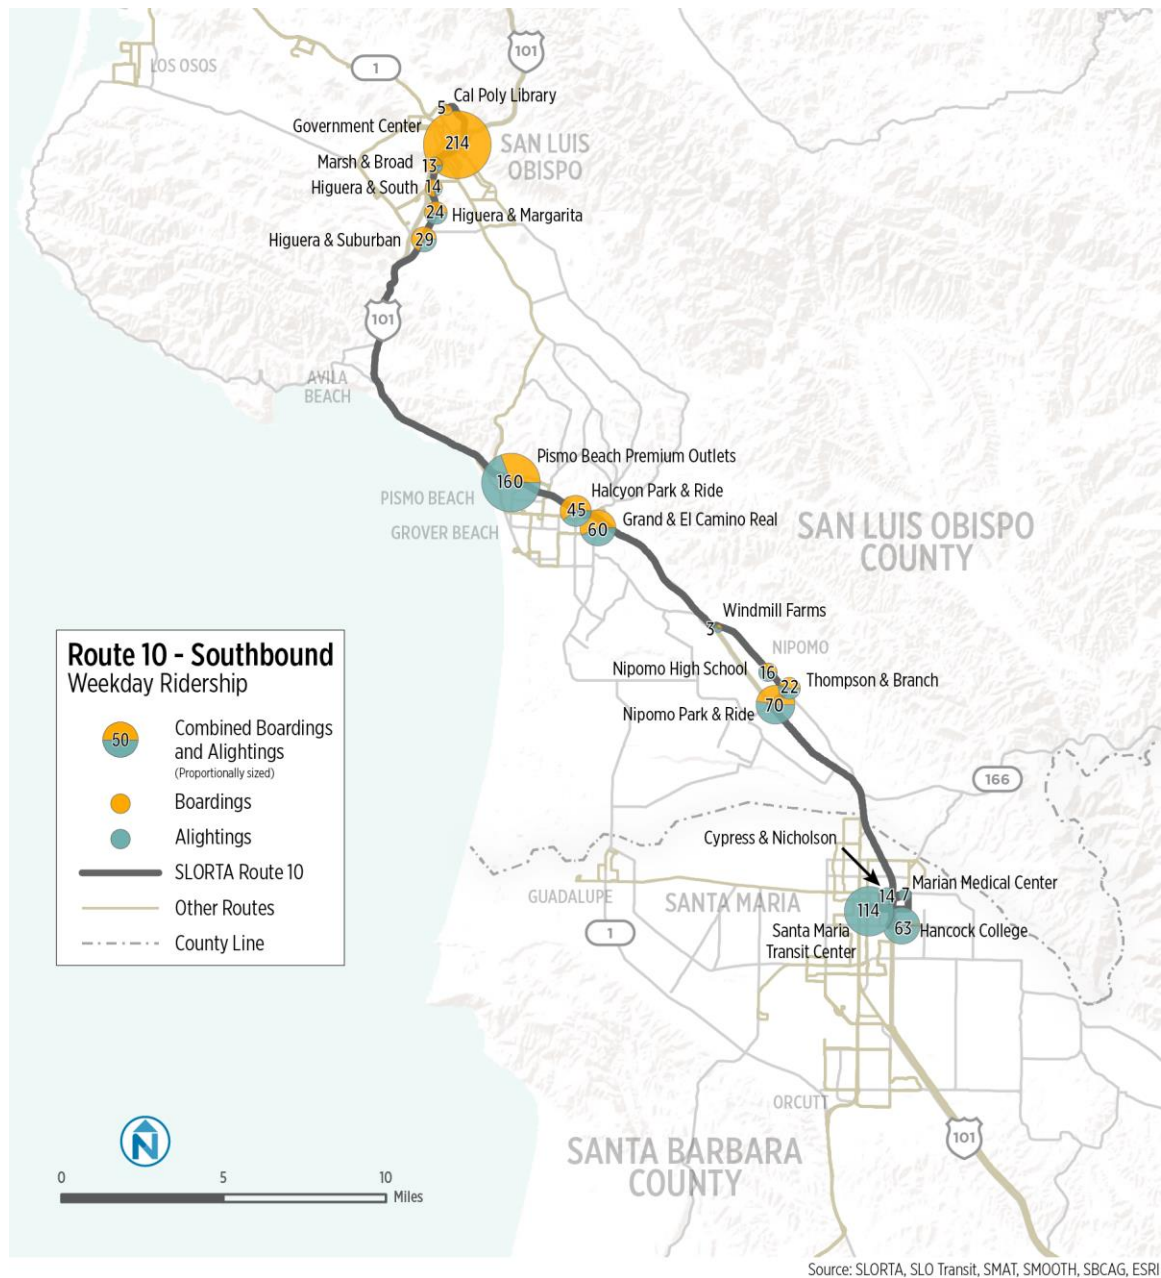 LOS OSOS
1
101
Cal Poly Library
5
Government Center
214
SAN LUIS
OBISPO
Marsh & Broad
13
Higuera & South
14
24
Higuera & Margarita
Higuera & Suburban
29
101
AVILA
BEACH
Pismo Beach Premium Outlets
160
PISMO BEACH
Halcyon Park & Ride
45
Grand & El Camino Real
60
GROVER BEACH
SAN LUIS OBISPO
COUNTY
Windmill Farms
3
NIPOMO
Nipomo High School
16
22
Thompson & Branch
Nipomo Park & Ride
70
Route 10 - Southbound
Weekday Ridership
50
Combined Boardings
and Alightings
(Proportionally sized)
Boardings
Alightings
SLORTA Route 10
Other Routes
County Line
166
Cypress & Nicholson
14
7
Marian Medical Center
GUADALUPE
SANTA MARIA
114
1
Santa Maria
Transit Center
63
Hancock College
ORCUTT
SANTA BARBARA
COUNTY
101
N
0
5
10
Miles
Source: SLORTA, SLO Transit, SMAT, SMOOTH, SBCAG, ESRI